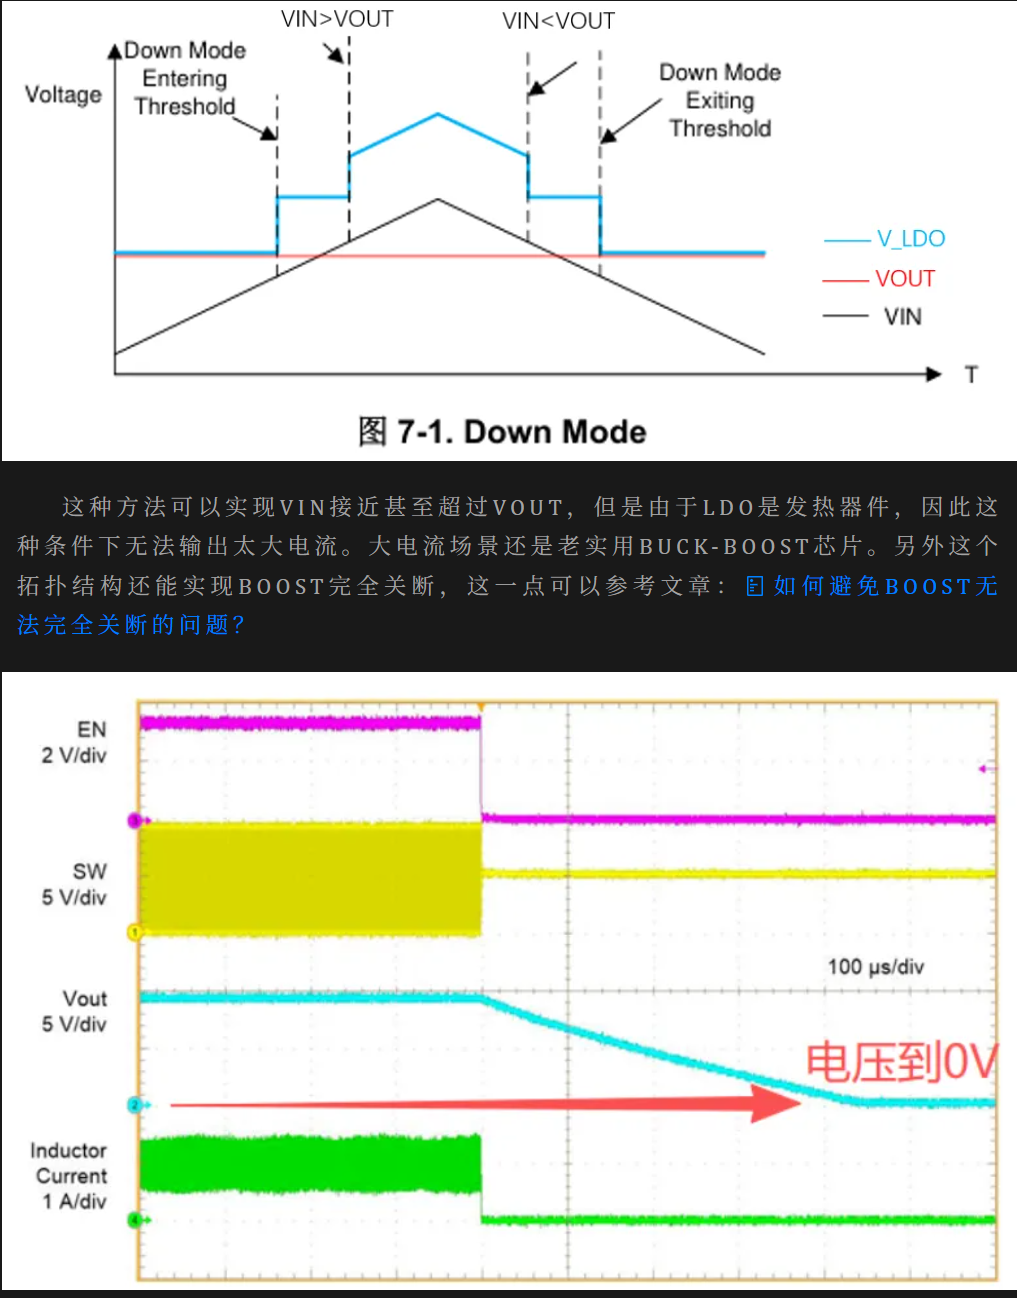 VIN>VOUT
VIN<VOUT
Down Mode
Entering
Threshold
Voltage
Down Mode
Exiting
Threshold
V_LDO
VOUT
VIN
T
图 7-1. Down Mode
这种方法可以实现VIN接近甚至超过VOUT，但是由于LDO是发热器件，因此这
种条件下无法输出太大电流。大电流场景还是老实用BUCK-BOOST芯片。另外这个
拓扑结构还能实现BOOST完全关断，这一点可以参考文章：如何避免BOOST无
法完全关断的问题？
EN
2 V/div
3
SW
5 V/div
1
100 µs/div
Vout
5 V/div
电压到0V
2
Inductor
Current
1 A/div
4